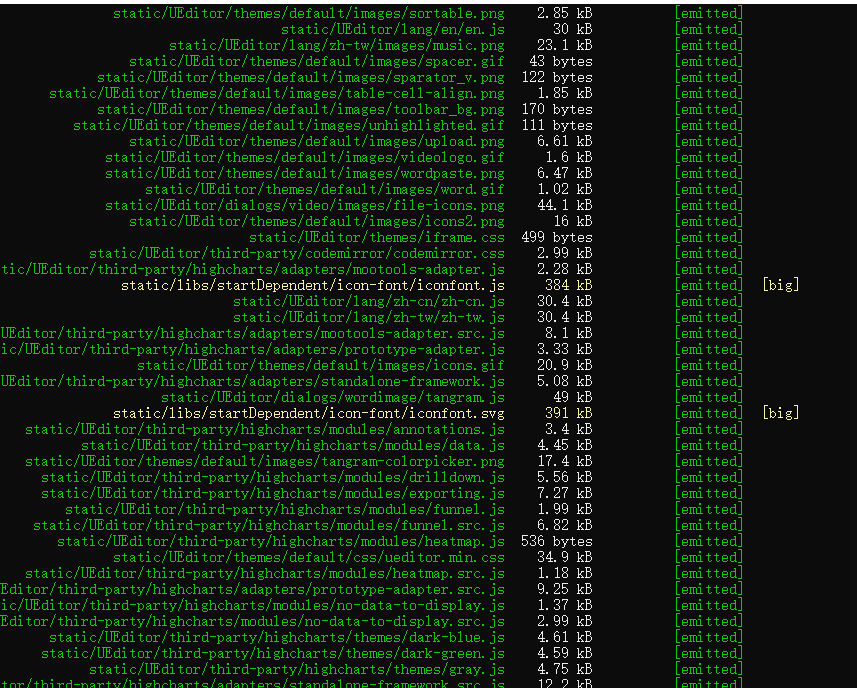 static/UEditor/themes/default/images/sortable.png 2.85 kB [emitted]
static/UEditor/lang/en/en.js 30 kB [emitted]
static/UEditor/lang/zh-tw/images/music.png 23.1 kB [emitted]
static/UEditor/themes/default/images/spacer.gif 43 bytes [emitted]
static/UEditor/themes/default/images/sparator_v.png 122 bytes [emitted]
static/UEditor/themes/default/images/table-cell-align.png 1.85 kB [emitted]
static/UEditor/themes/default/images/toolbar_bg.png 170 bytes [emitted]
static/UEditor/themes/default/images/unhighlighted.gif 111 bytes [emitted]
static/UEditor/themes/default/images/upload.png 6.61 kB [emitted]
static/UEditor/themes/default/images/videologo.gif 1.6 kB [emitted]
static/UEditor/themes/default/images/wordpaste.png 6.47 kB [emitted]
static/UEditor/themes/default/images/word.gif 1.02 kB [emitted]
static/UEditor/dialogs/video/images/file-icons.png 44.1 kB [emitted]
static/UEditor/themes/default/images/icons2.png 16 kB [emitted]
static/UEditor/themes/iframe.css 499 bytes [emitted]
static/UEditor/third-party/codemirror/codemirror.css 2.99 kB [emitted]
tic/UEditor/third-party/highcharts/adapters/mootools-adapter.js 2.28 kB [emitted]
static/libs/startDependent/icon-font/iconfont.js 384 kB [emitted] [big]
static/UEditor/lang/zh-cn/zh-cn.js 30.4 kB [emitted]
static/UEditor/lang/zh-tw/zh-tw.js 30.4 kB [emitted]
UEditor/third-party/highcharts/adapters/mootools-adapter.src.js 8.1 kB [emitted]
ic/UEditor/third-party/highcharts/adapters/prototype-adapter.js 3.33 kB [emitted]
static/UEditor/themes/default/images/icons.gif 20.9 kB [emitted]
UEditor/third-party/highcharts/adapters/standalone-framework.js 5.08 kB [emitted]
static/UEditor/dialogs/wordimage/tangram.js 49 kB [emitted]
static/libs/startDependent/icon-font/iconfont.svg 391 kB [emitted] [big]
static/UEditor/third-party/highcharts/modules/annotations.js 3.4 kB [emitted]
static/UEditor/third-party/highcharts/modules/data.js 4.45 kB [emitted]
static/UEditor/themes/default/images/tangram-colorpicker.png 17.4 kB [emitted]
static/UEditor/third-party/highcharts/modules/drilldown.js 5.56 kB [emitted]
static/UEditor/third-party/highcharts/modules/exporting.js 7.27 kB [emitted]
static/UEditor/third-party/highcharts/modules/funnel.js 1.99 kB [emitted]
static/UEditor/third-party/highcharts/modules/funnel.src.js 6.82 kB [emitted]
static/UEditor/third-party/highcharts/modules/heatmap.js 536 bytes [emitted]
static/UEditor/themes/default/css/ueditor.min.css 34.9 kB [emitted]
static/UEditor/third-party/highcharts/modules/heatmap.src.js 1.18 kB [emitted]
Editor/third-party/highcharts/adapters/prototype-adapter.src.js 9.25 kB [emitted]
ic/UEditor/third-party/highcharts/modules/no-data-to-display.js 1.37 kB [emitted]
Editor/third-party/highcharts/modules/no-data-to-display.src.js 2.99 kB [emitted]
static/UEditor/third-party/highcharts/themes/dark-blue.js 4.61 kB [emitted]
static/UEditor/third-party/highcharts/themes/dark-green.js 4.59 kB [emitted]
static/UEditor/third-party/highcharts/themes/gray.js 4.75 kB [emitted]
tor/third-party/highcharts/adapters/standalone-framework.src.js 12.2 kB [emitted]